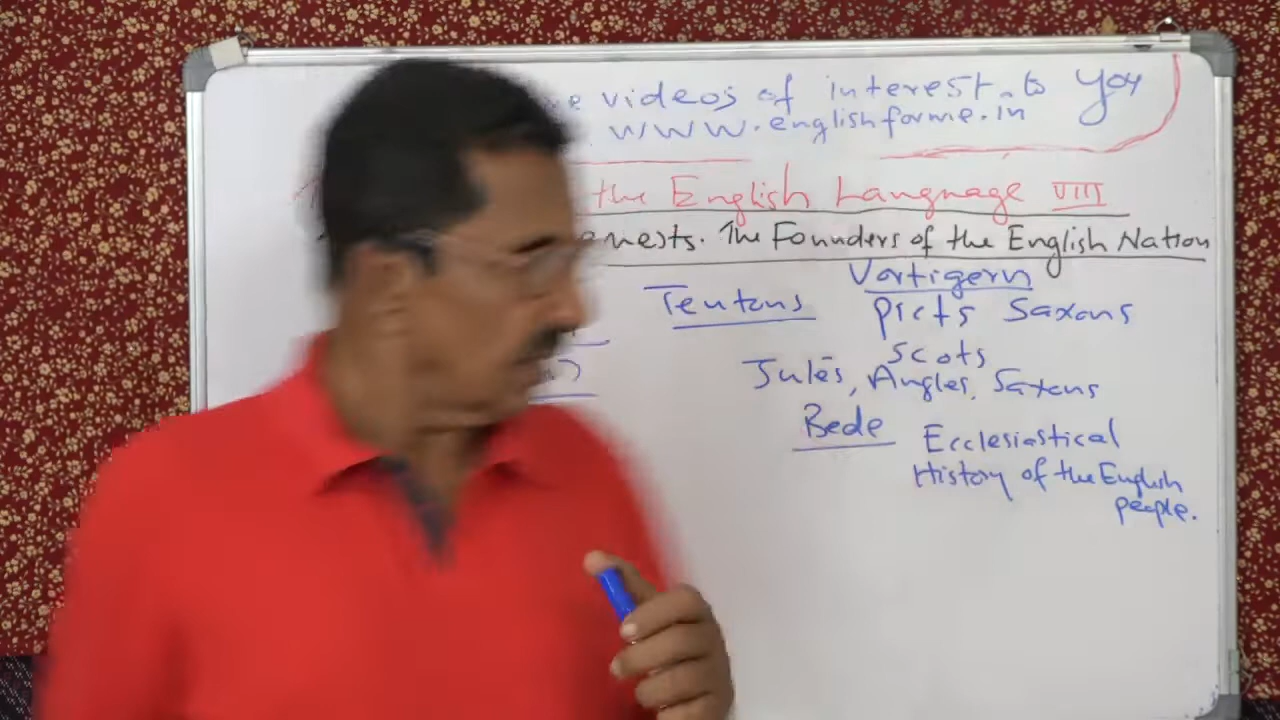 videos of interest to you
www.englishforme.in
the English Language VIII
The Founders of the English Nation
Vortigern
Teutons Picts Saxons
Scots
Jutes, Angles, Saxons
Bede Ecclesiastical
History of the English
people.